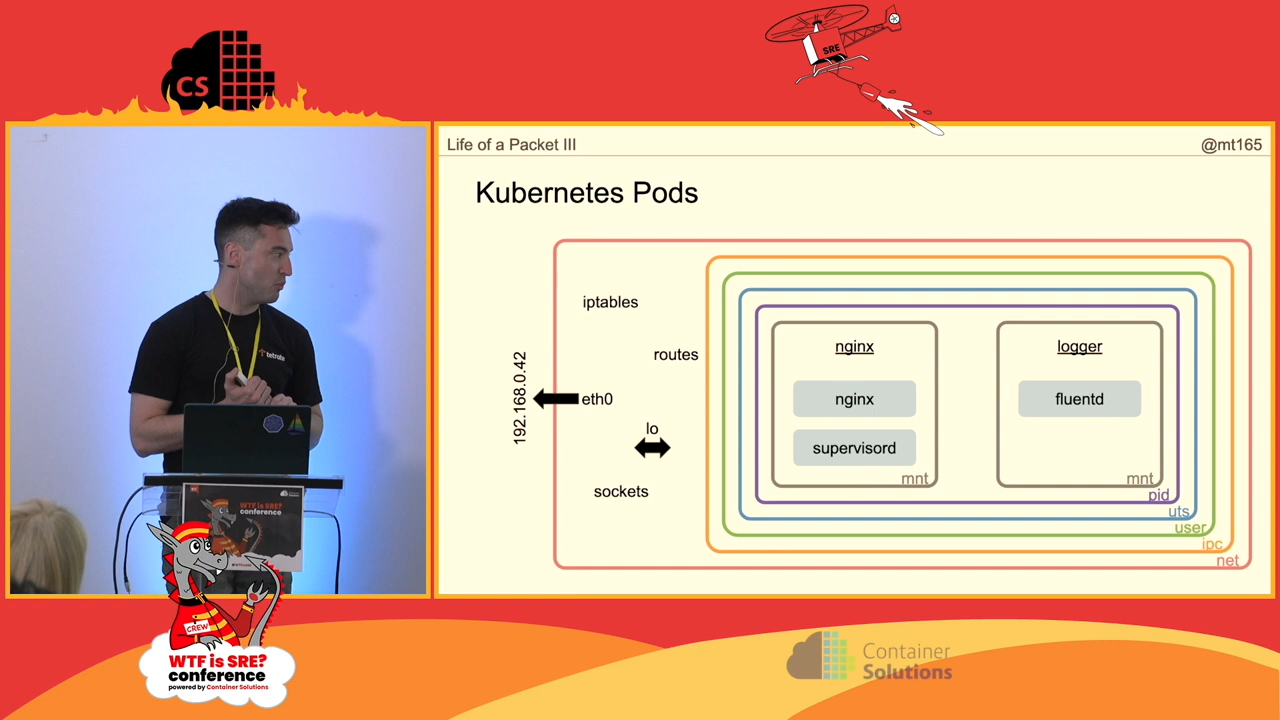 CS
SRE
Life of a Packet III
@mt165
Kubernetes Pods
iptables
routes
192.168.0.42
eth0
lo
sockets
nginx
nginx
supervisord
mnt
logger
fluentd
mnt
pid
uts
user
ipc
net
tetrate
WTF is SRE?
conference
CREW
WTF is SRE?
conference
powered by Container Solutions
Container
Solutions